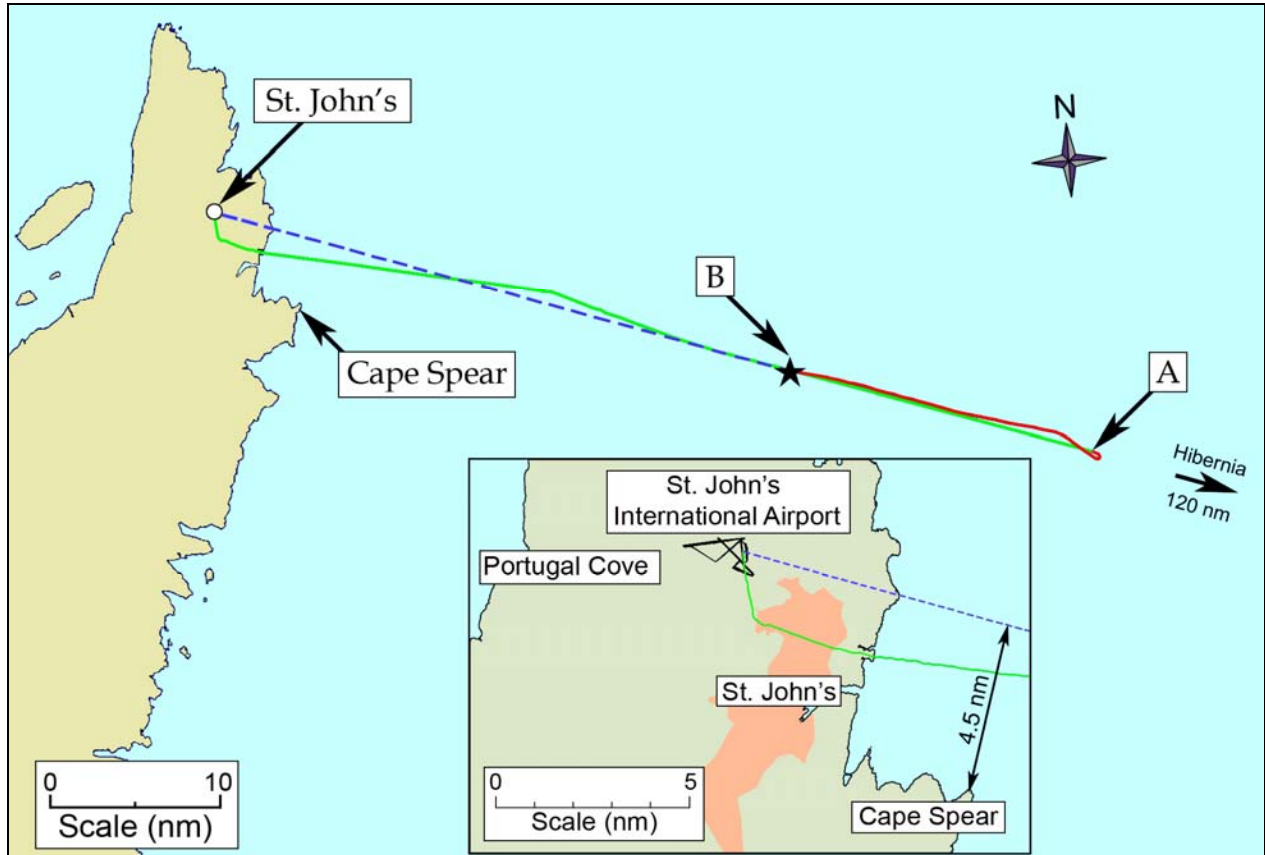 N
St. John's
B
Cape Spear
A
Hibernia
120 nm
St. John's
International Airport
Portugal Cove
St. John's
4.5 nm
Cape Spear
0 5
Scale (nm)
0 10
Scale (nm)